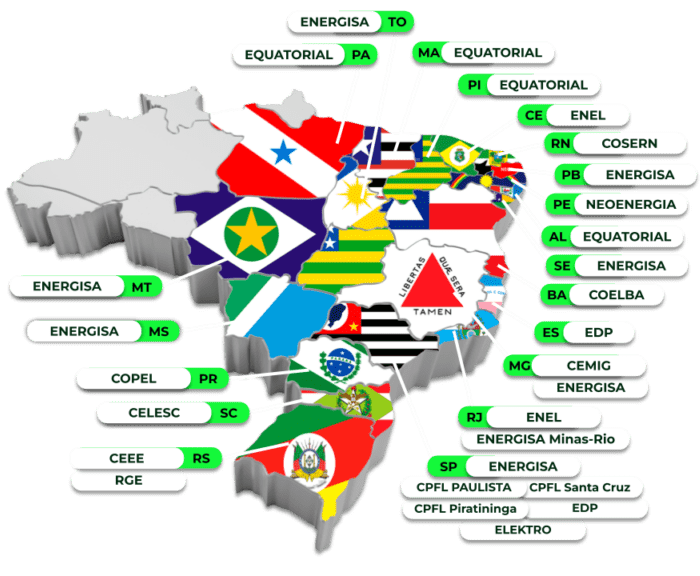 ENERGISA TO
EQUATORIAL PA
MA EQUATORIAL
PI EQUATORIAL
CE ENEL
RN COSERN
PB ENERGISA
PE NEOENERGIA
AL EQUATORIAL
SE ENERGISA
BA COELBA
ES EDP
MG CEMIG
ENERGISA
RJ ENEL
ENERGISA Minas-Rio
SP ENERGISA
CPFL PAULISTA CPFL Santa Cruz
CPFL Piratininga EDP
ELEKTRO
ENERGISA MT
ENERGISA MS
COPEL PR
CELESC SC
CEEE RS
RGE
LIBERTAS QUÆ SERA
TAMEN